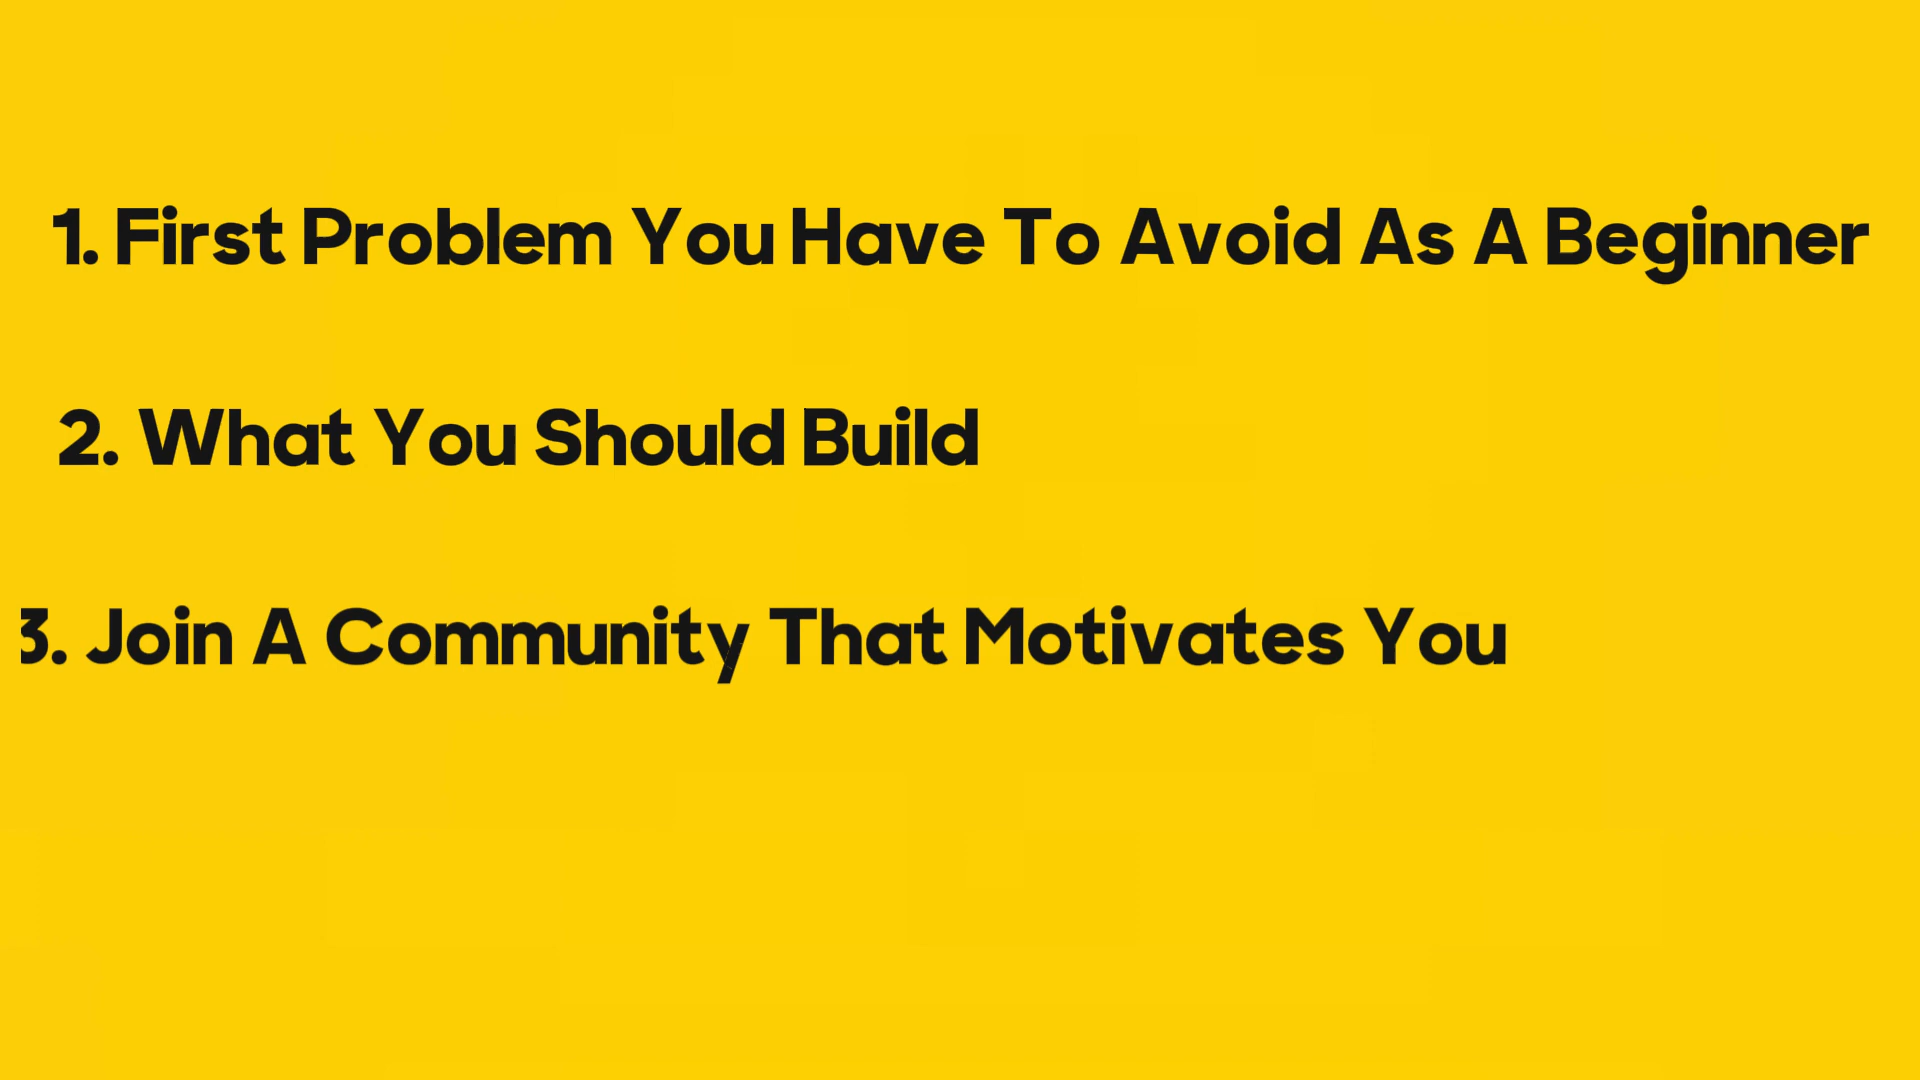 1. First Problem You Have To Avoid As A Beginner
2. What You Should Build
3. Join A Community That Motivates You